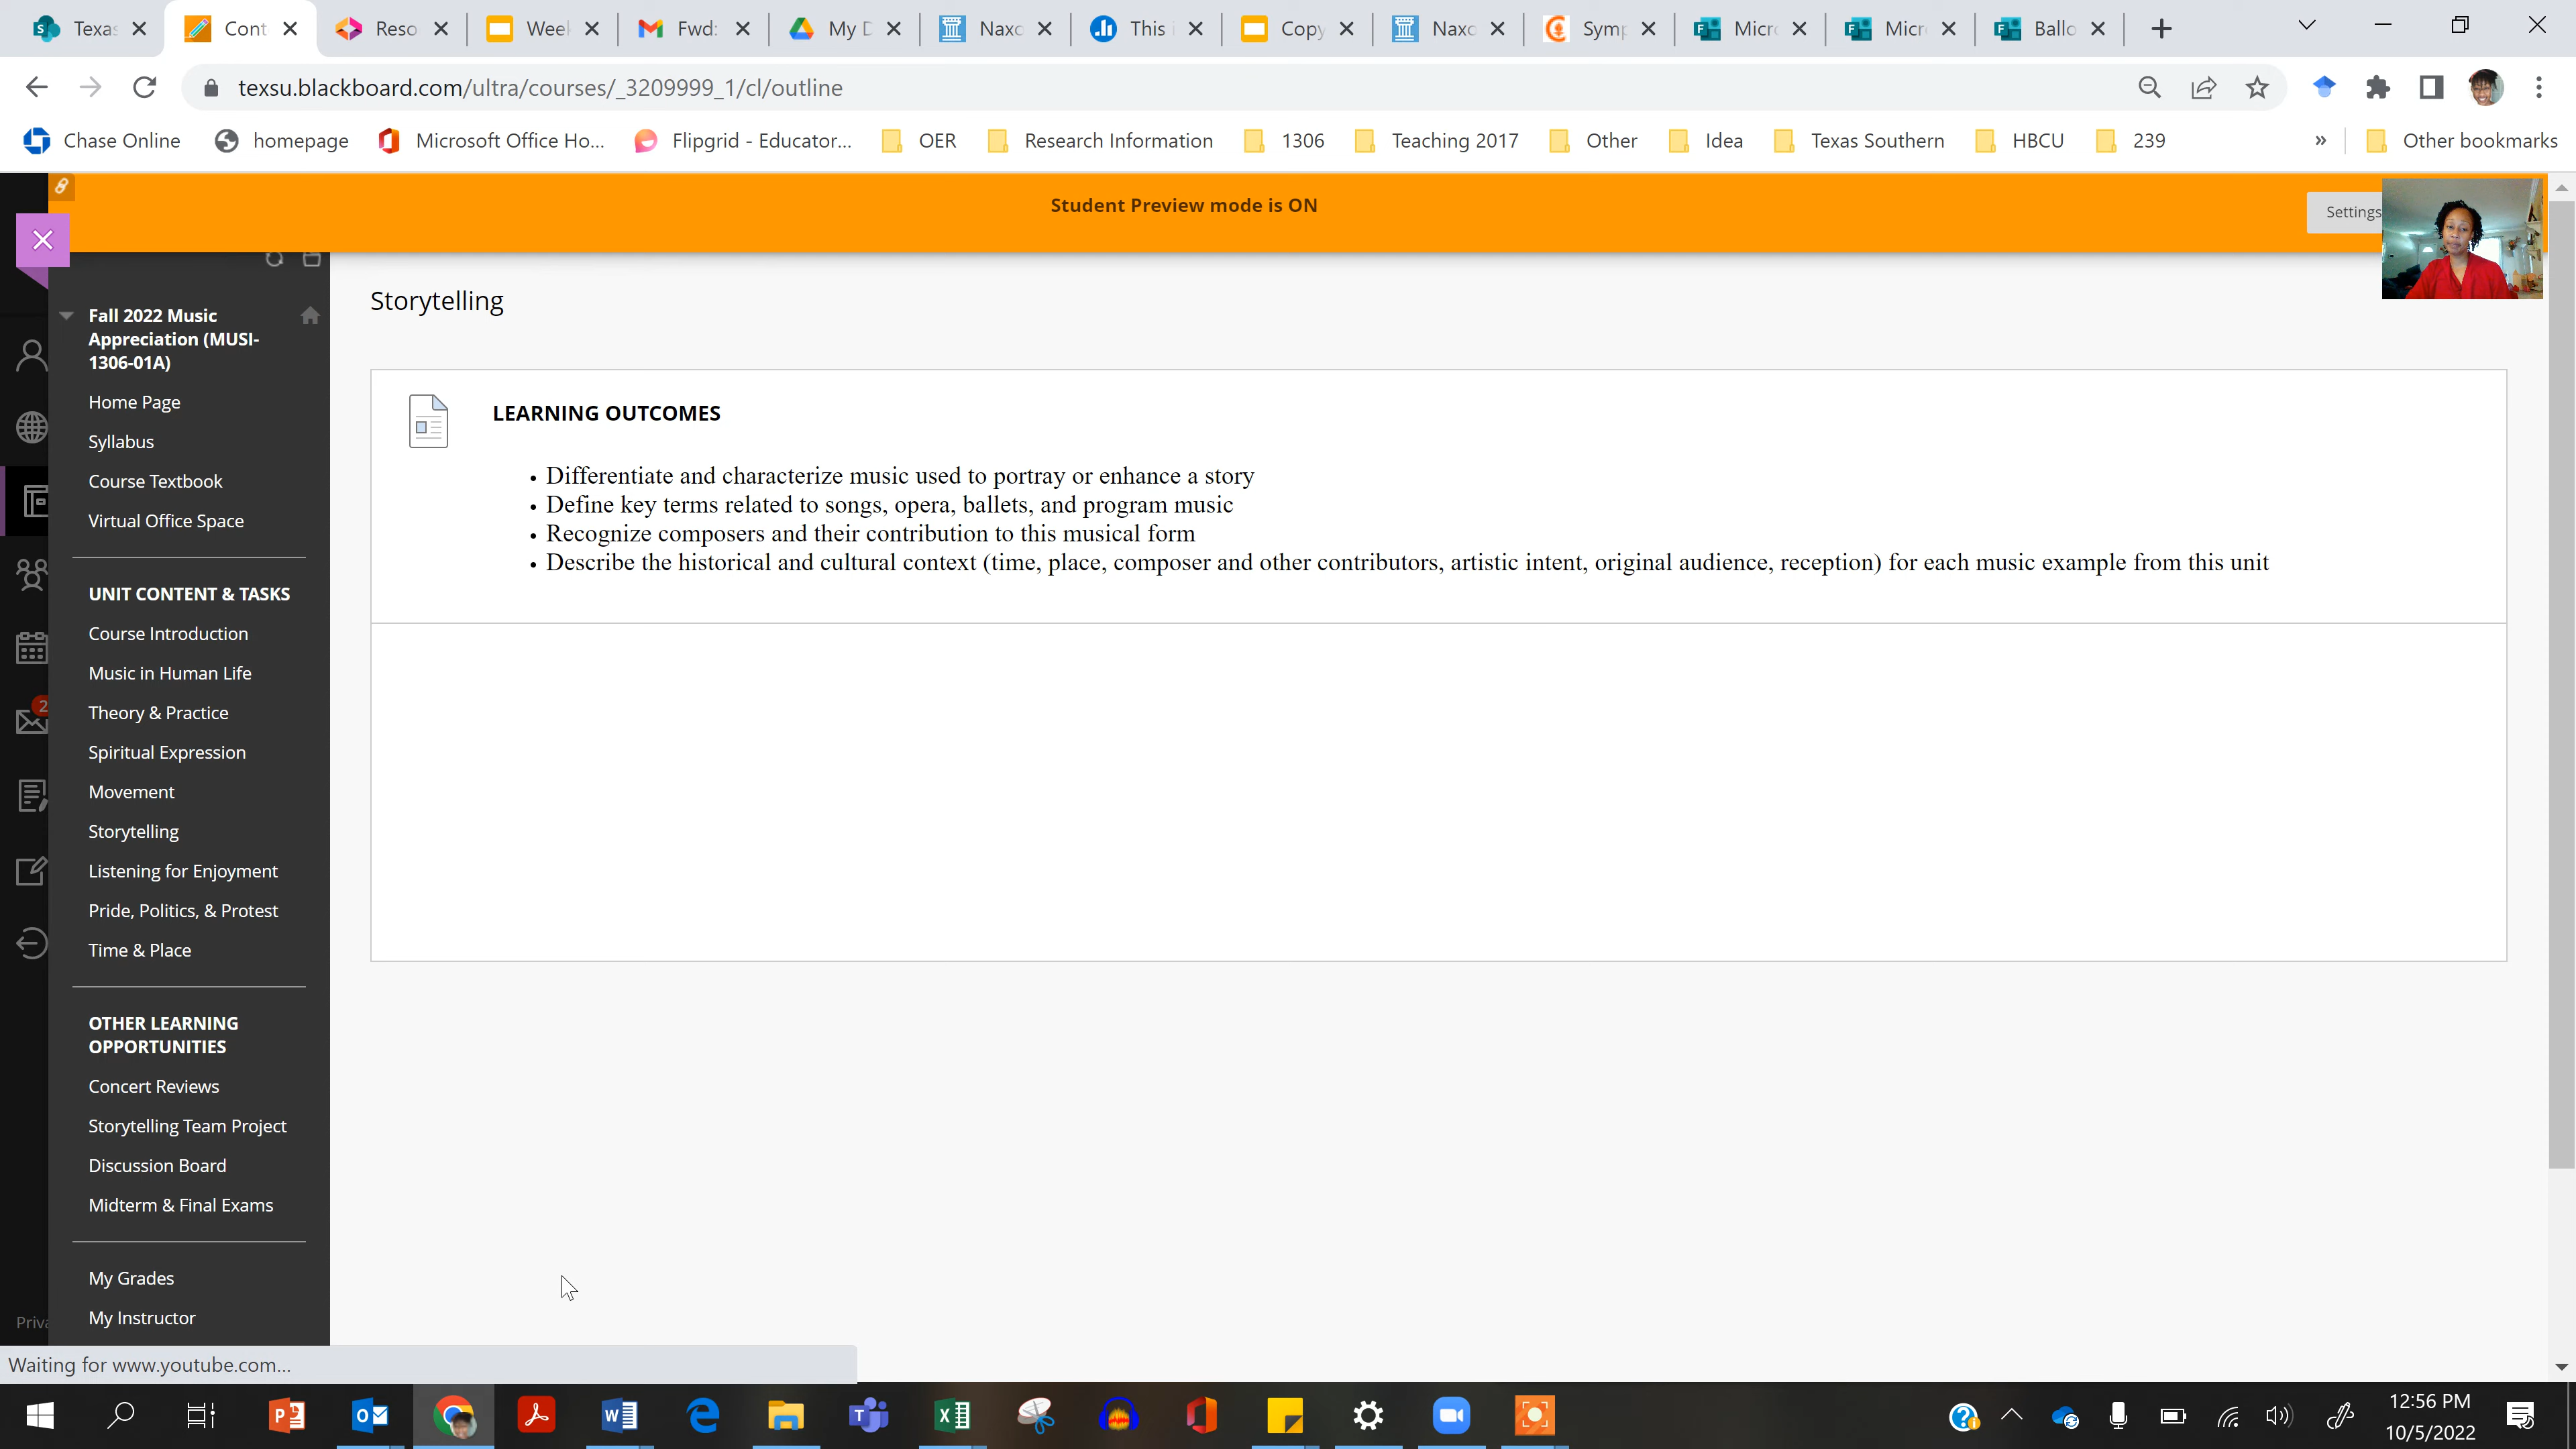 Texas
Cont
Reso
Week
Fwd:
My D
Naxo
This i
Copy
Naxo
Symp
Micro
Micr
Ballo
texsu.blackboard.com/ultra/courses/_3209999_1/cl/outline
Chase Online
homepage
Microsoft Office Ho...
Flipgrid - Educator...
OER
Research Information
1306
Teaching 2017
Other
Idea
Texas Southern
HBCU
239
»
Other bookmarks
Student Preview mode is ON
Settings
Fall 2022 Music
Appreciation (MUSI-
1306-01A)
Home Page
Syllabus
Course Textbook
Virtual Office Space
UNIT CONTENT & TASKS
Course Introduction
Music in Human Life
Theory & Practice
Spiritual Expression
Movement
Storytelling
Listening for Enjoyment
Pride, Politics, & Protest
Time & Place
OTHER LEARNING
OPPORTUNITIES
Concert Reviews
Storytelling Team Project
Discussion Board
Midterm & Final Exams
My Grades
My Instructor
2
Priva
Storytelling
LEARNING OUTCOMES
• Differentiate and characterize music used to portray or enhance a story
• Define key terms related to songs, opera, ballets, and program music
• Recognize composers and their contribution to this musical form
• Describe the historical and cultural context (time, place, composer and other contributors, artistic intent, original audience, reception) for each music example from this unit
Waiting for www.youtube.com...
12:56 PM
10/5/2022